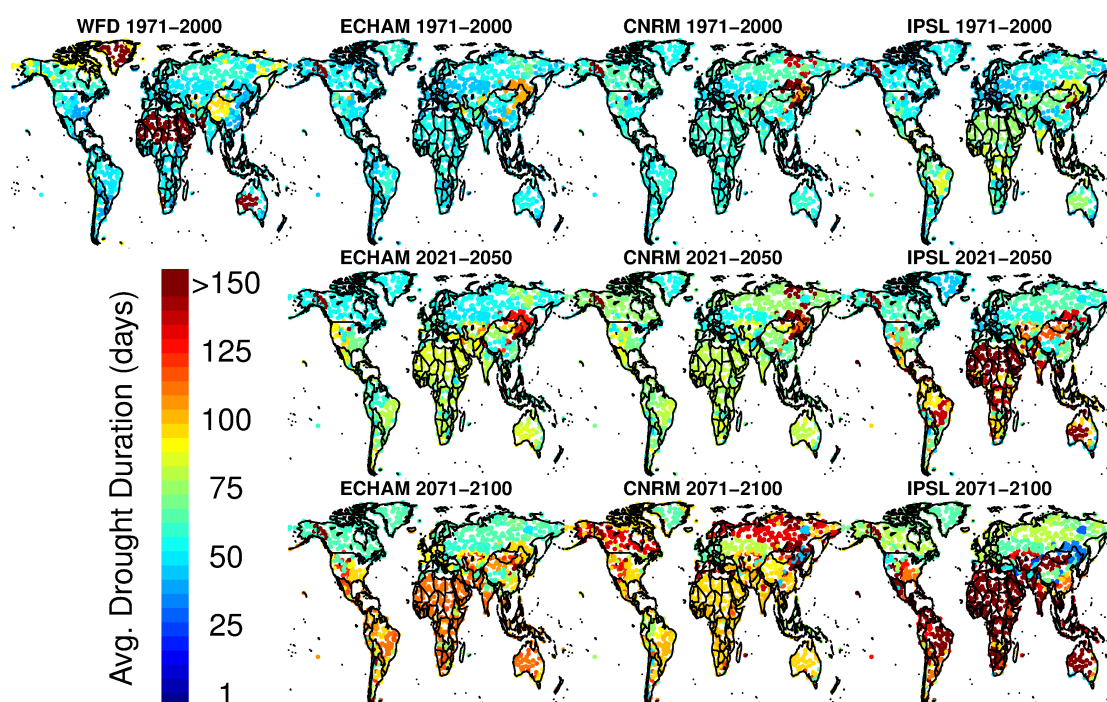 WFD 1971−2000
ECHAM 1971−2000
CNRM 1971−2000
IPSL 1971−2000
ECHAM 2021−2050
CNRM 2021−2050
IPSL 2021−2050
Avg. Drought Duration (days)
>150
125
100
75
50
25
1
ECHAM 2071−2100
CNRM 2071−2100
IPSL 2071−2100